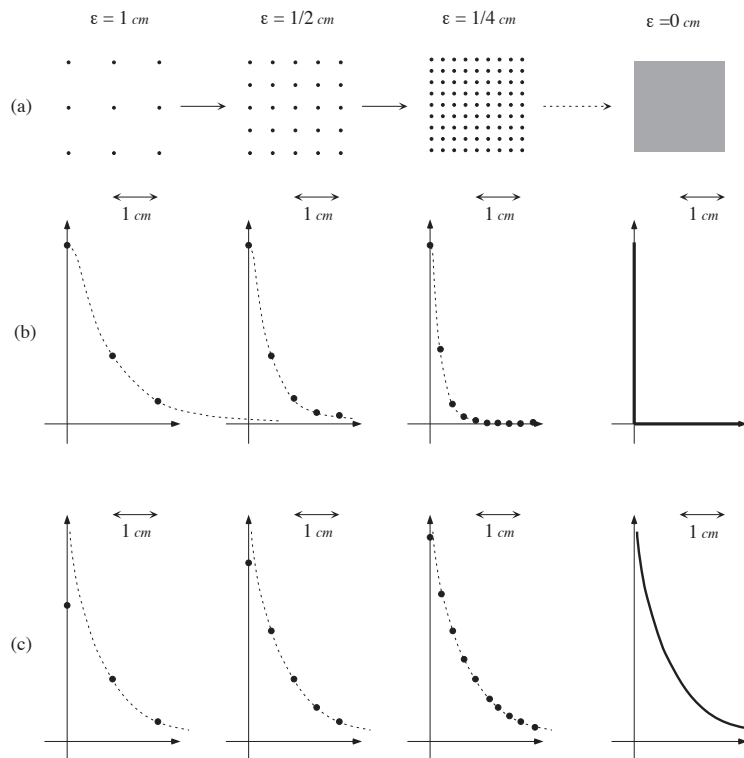 ε = 1 cm ε = 1/2 cm ε = 1/4 cm ε =0 cm
(a)
1 cm 1 cm 1 cm 1 cm
(b)
1 cm 1 cm 1 cm 1 cm
(c)